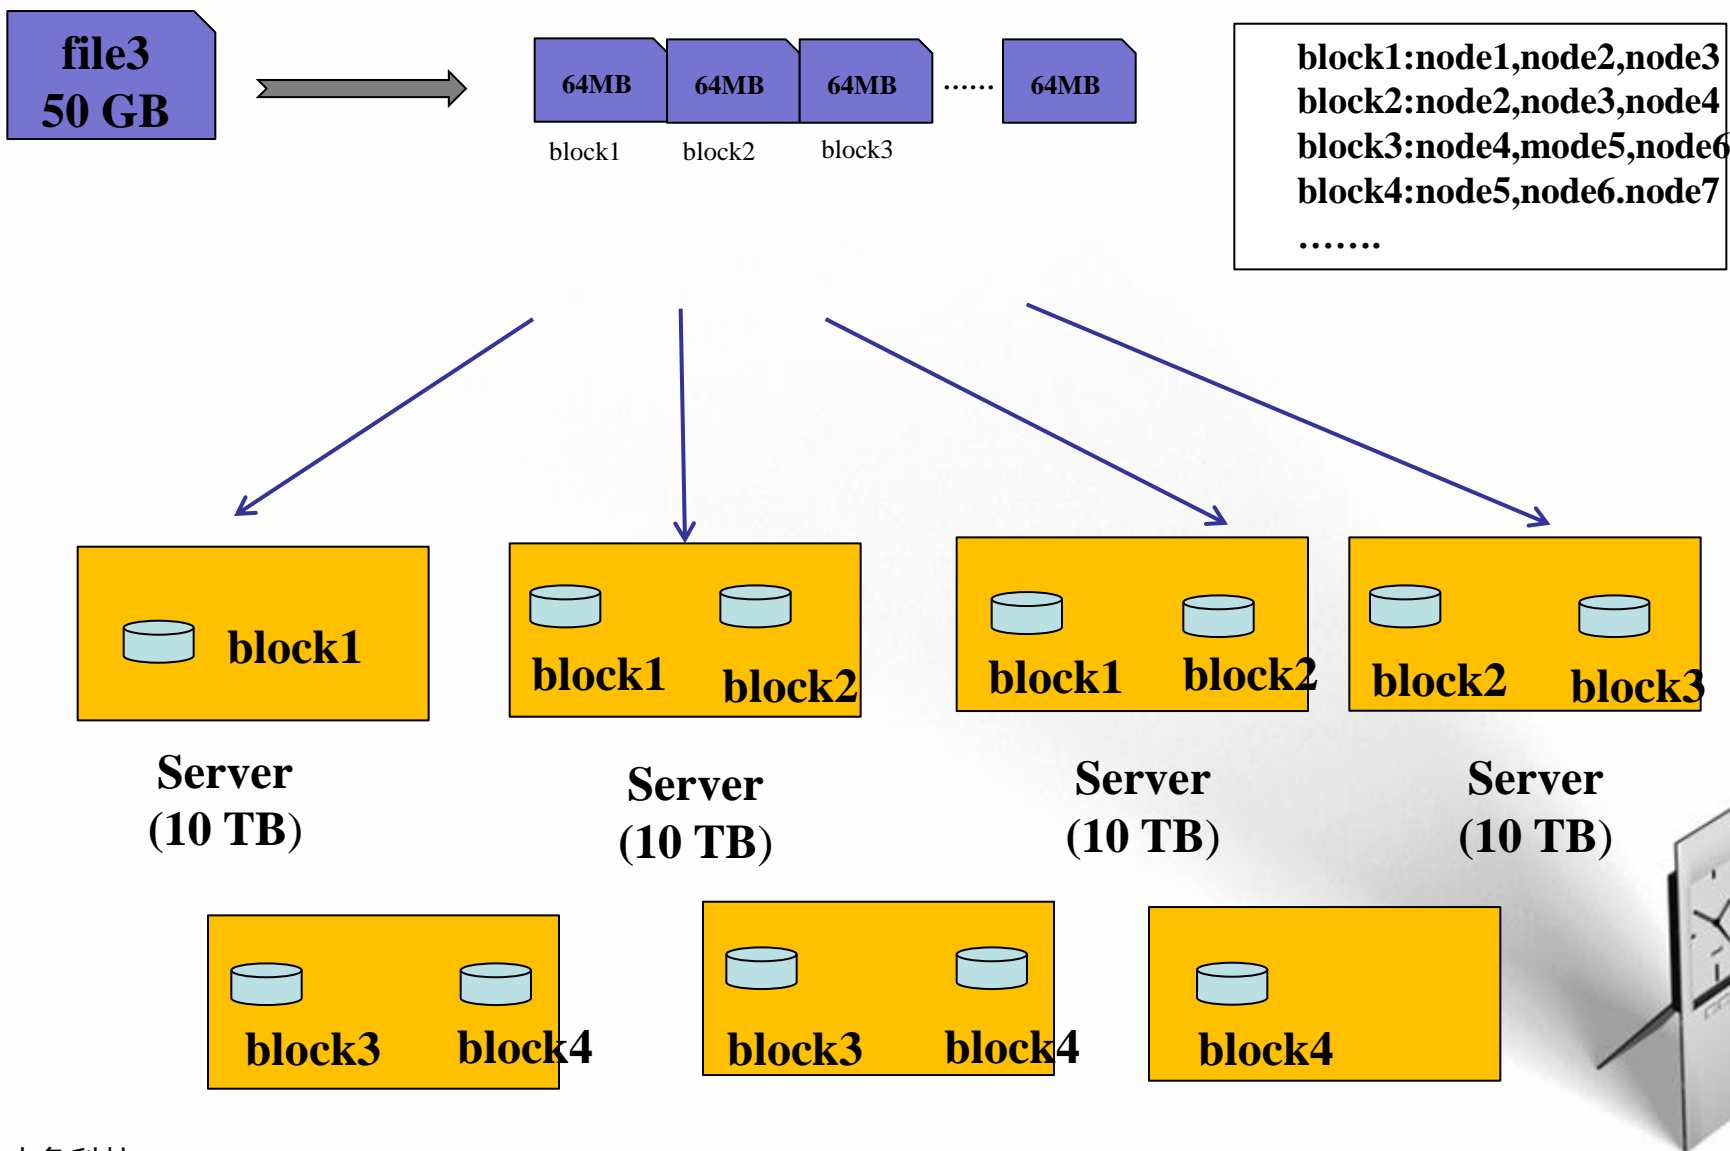 file3
50 GB
64MB
64MB
64MB
……
64MB
block1
block2
block3
block1:node1,node2,node3
block2:node2,node3,node4
block3:node4,mode5,node6
block4:node5,node6.node7
…….
block1
block1
block2
block1
block2
block2
block3
Server
(10 TB)
Server
(10 TB)
Server
(10 TB)
Server
(10 TB)
block3
block4
block3
block4
block4